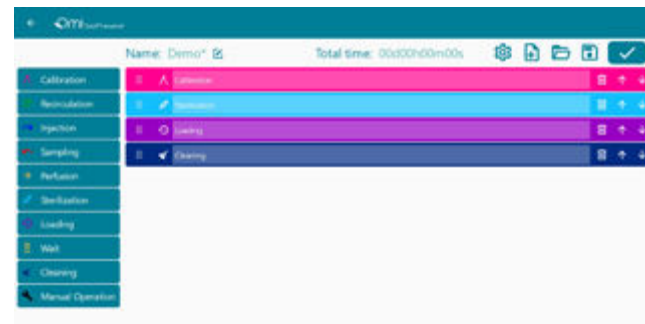 Omi
Name: Demo* Total time: 00d00h00m00s
Calibration
Recirculation
Injection
Sampling
Perfusion
Sterilization
Loading
Wait
Cleaning
Manual Operation
Calibration
Sterilization
Loading
Cleaning